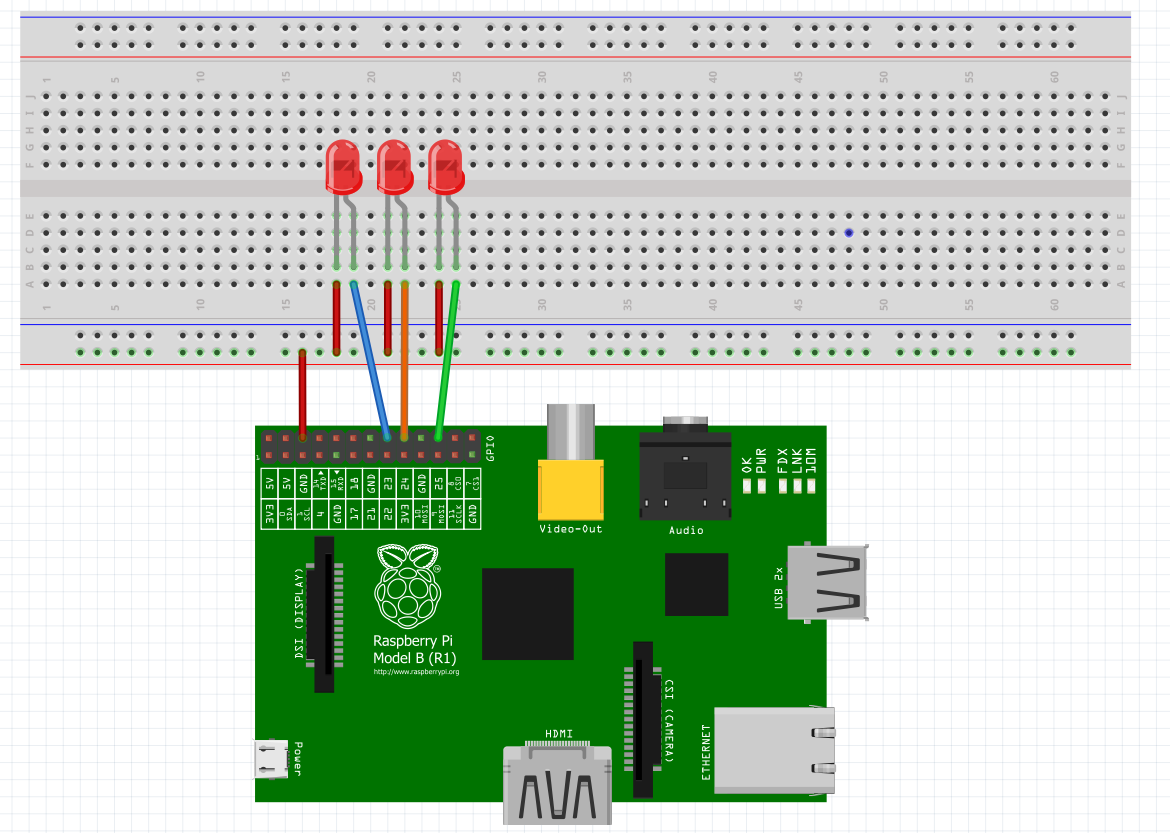 1 5 10 15 20 25 30 35 40 45 50 55 60
J J
I I
H H
G G
F F
E E
D D
C C
B B
A A
1 5 10 15 20 25 30 35 40 45 50 55 60
1 GPIO
5V 5V GND 14 TXD 15 RXD 18 GND 23 24 GND 25 8 CS0 7 CS1
3V3 0 SDA 1 SCL 4 GND 17 21 22 3V3 10 MOSI 9 MOSI 11 SCLK GND
Video-Out
Audio
OK
PWR
FDX
LNK
10M
USB 2x
DSI (DISPLAY)
Raspberry Pi
Model B (R1)
http://www.raspberrypi.org
TM
CSI (CAMERA)
ETHERNET
HDMI
Power